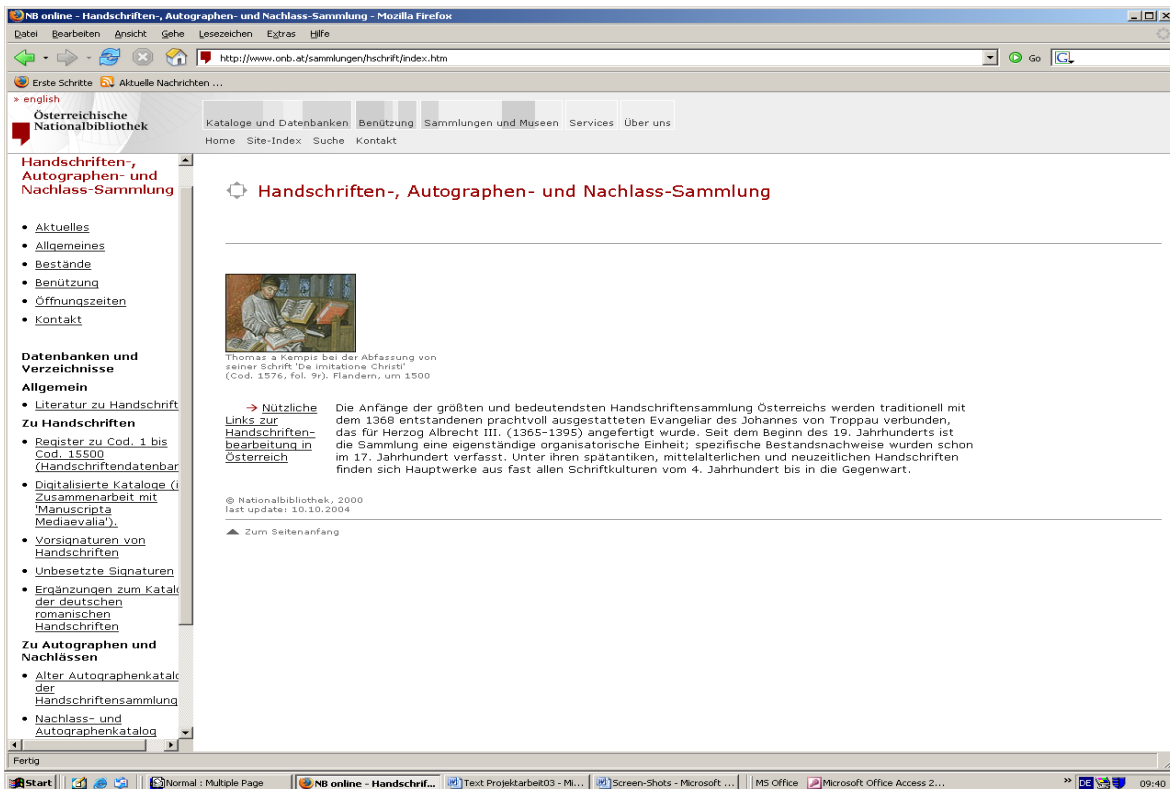 NB online - Handschriften-, Autographen- und Nachlass-Sammlung - Mozilla Firefox
Datei Bearbeiten Ansicht Gehe Lesezeichen Extras Hilfe
http://www.onb.at/sammlungen/hschrift/index.htm
Go
G
Erste Schritte Aktuelle Nachrichten ...
» english
Österreichische
Nationalbibliothek
Kataloge und Datenbanken Benützung Sammlungen und Museen Services Über uns
Home Site-Index Suche Kontakt
Handschriften-,
Autographen- und
Nachlass-Sammlung
• Aktuelles
• Allgemeines
• Bestände
• Benützung
• Öffnungszeiten
• Kontakt
Datenbanken und
Verzeichnisse
Allgemein
• Literatur zu Handschrift
Zu Handschriften
• Register zu Cod. 1 bis
Cod. 15500
(Handschriftendatenbar
• Digitalisierte Kataloge (i
Zusammenarbeit mit
'Manuscripta
Mediaevalia').
• Vorsignaturen von
Handschriften
• Unbesetzte Signaturen
• Ergänzungen zum Katalo
der deutschen
romanischen
Handschriften
Zu Autographen und
Nachlässen
• Alter Autographenkatalo
der
Handschriftensammlung
• Nachlass- und
Autographenkatalog
Handschriften-, Autographen- und Nachlass-Sammlung
Thomas a Kempis bei der Abfassung von
seiner Schrift 'De imitatione Christi'
(Cod. 1576, fol. 9r). Flandern, um 1500
→ Nützliche
Links zur
Handschriften-
bearbeitung in
Österreich
Die Anfänge der größten und bedeutendsten Handschriftensammlung Österreichs werden traditionell mit
dem 1368 entstandenen prachtvoll ausgestatteten Evangeliar des Johannes von Troppau verbunden,
das für Herzog Albrecht III. (1365-1395) angefertigt wurde. Seit dem Beginn des 19. Jahrhunderts ist
die Sammlung eine eigenständige organisatorische Einheit; spezifische Bestandsnachweise wurden schon
im 17. Jahrhundert verfasst. Unter ihren spätantiken, mittelalterlichen und neuzeitlichen Handschriften
finden sich Hauptwerke aus fast allen Schriftkulturen vom 4. Jahrhundert bis in die Gegenwart.
© Nationalbibliothek, 2000
last update: 10.10.2004
Zum Seitenanfang
Fertig
Start Normal : Multiple Page NB online - Handschrif... Text Projektarbeit03 - Mi... Screen-Shots - Microsoft ... MS Office Microsoft Office Access 2... » DE 09:40